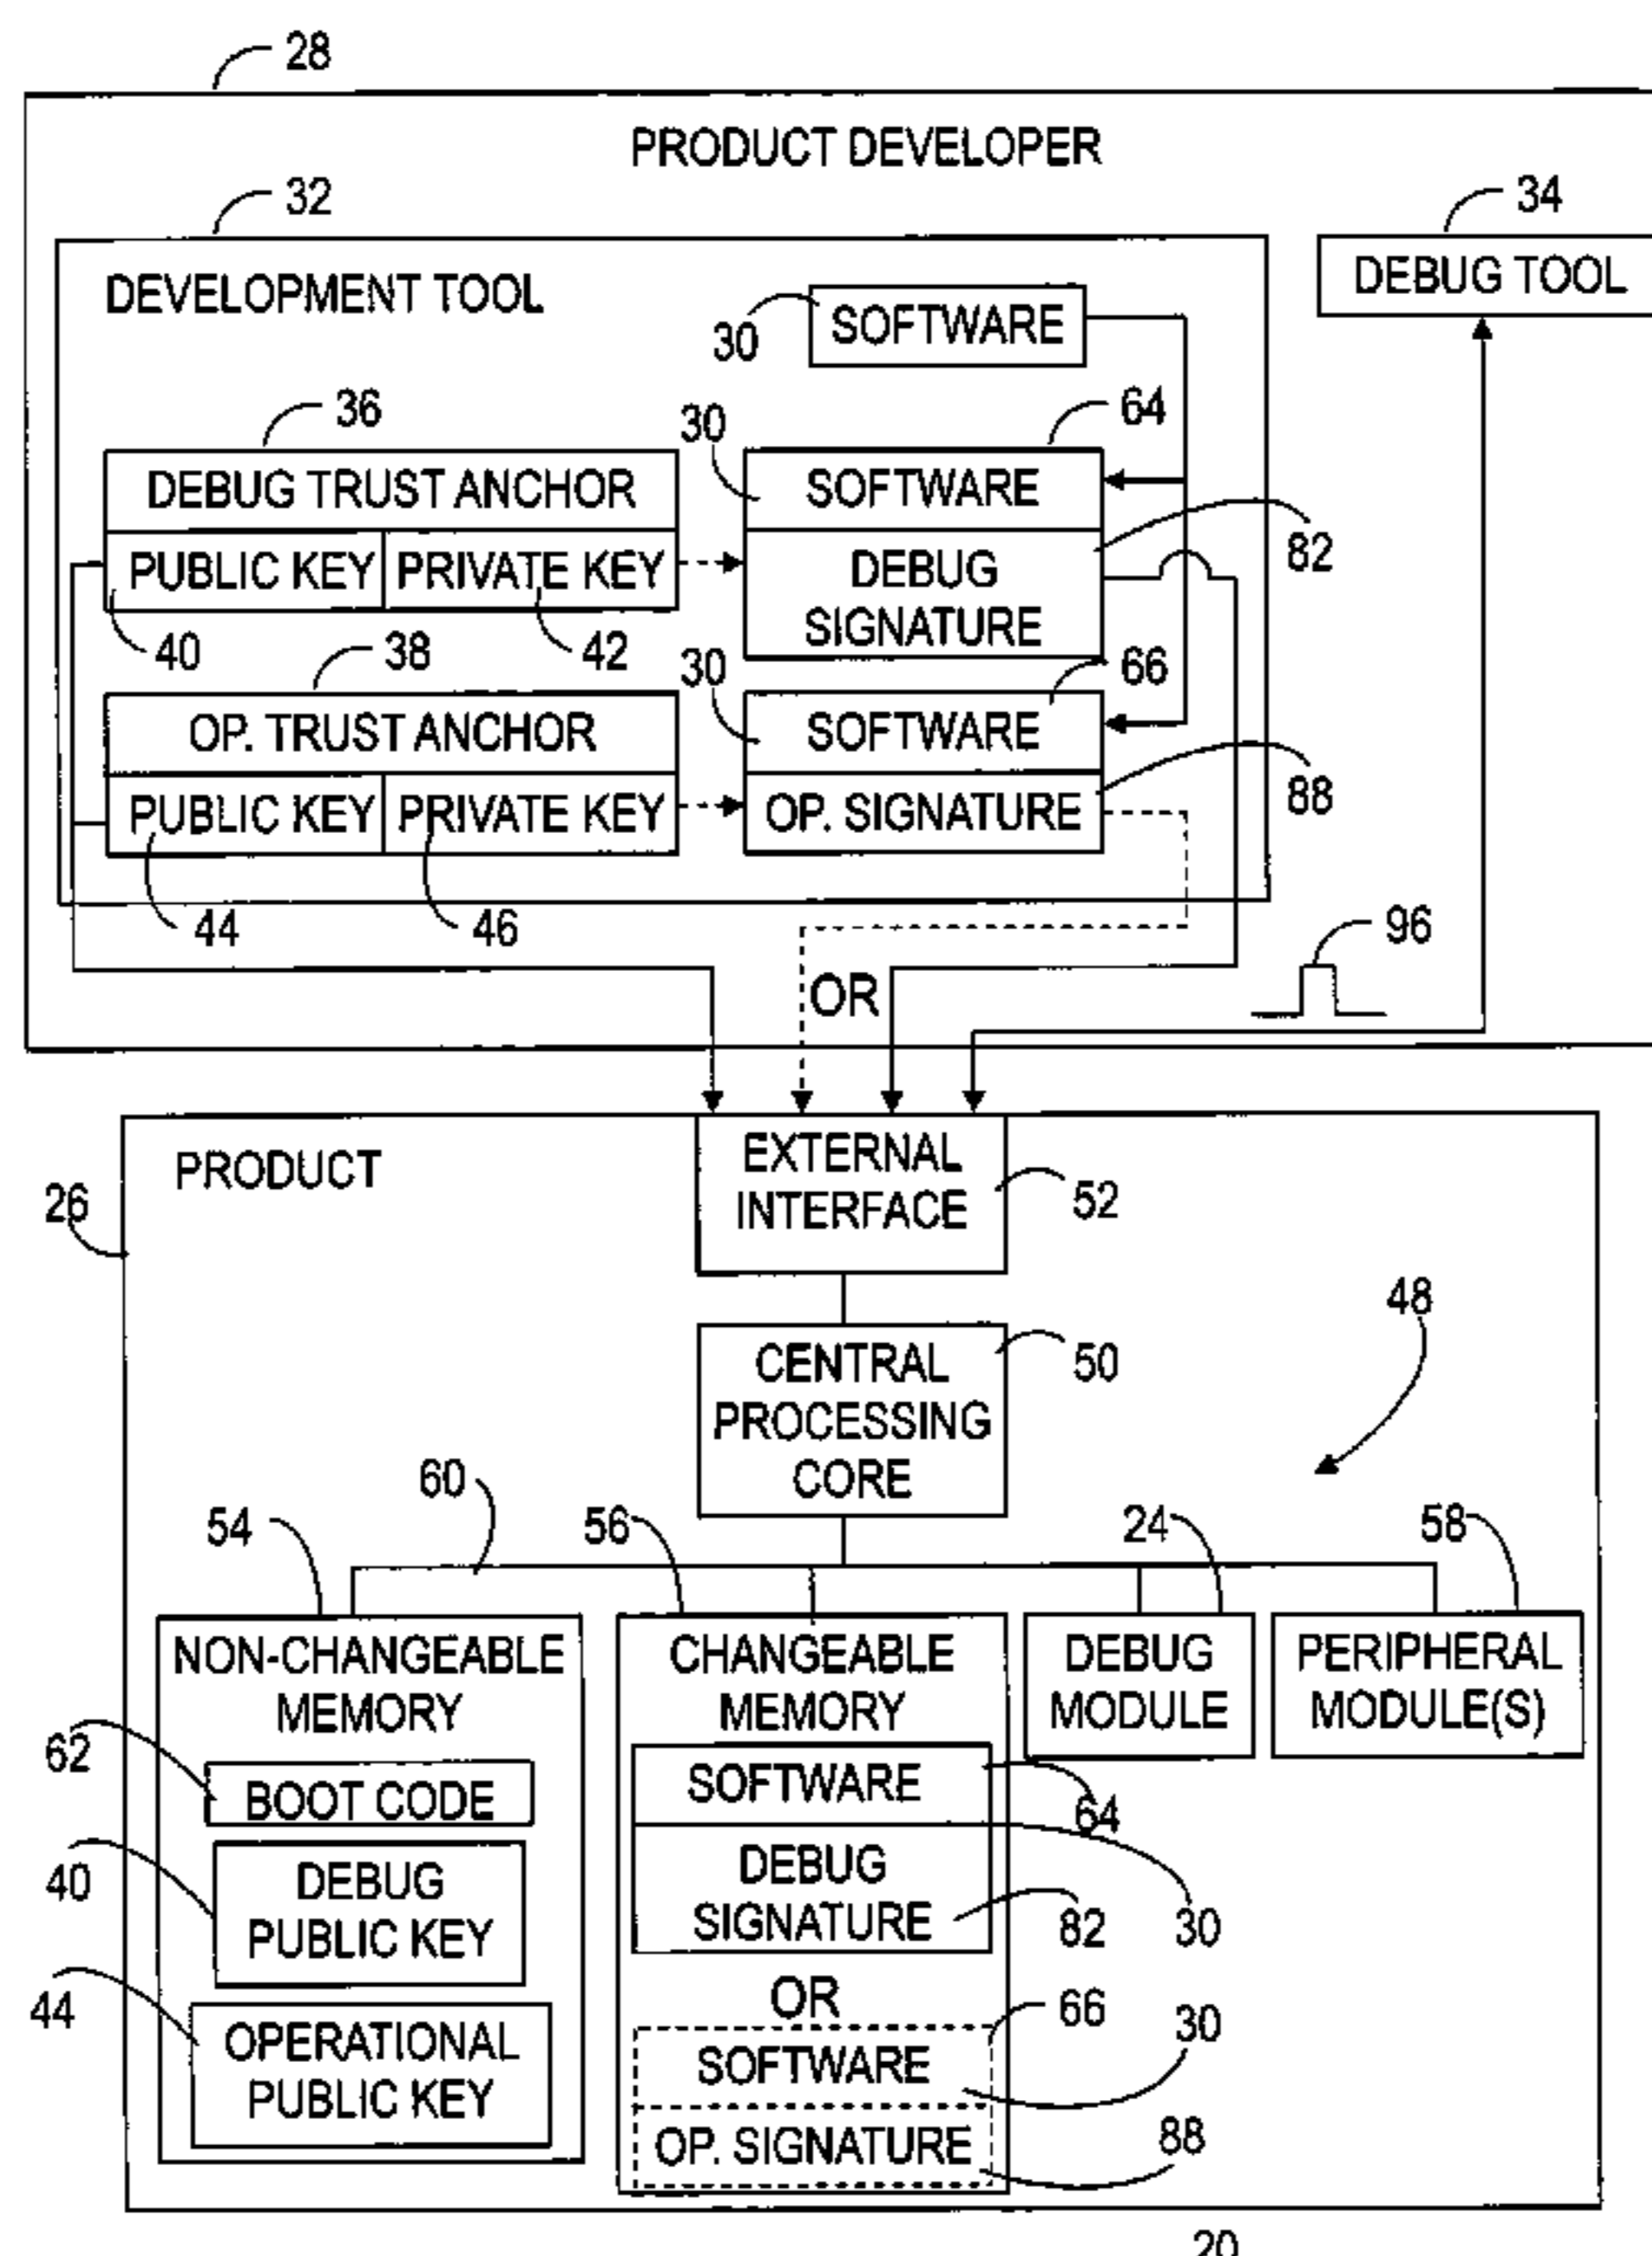 28
PRODUCT DEVELOPER
32
34
DEVELOPMENT TOOL
DEBUG TOOL
30
SOFTWARE
36
30
64
DEBUG TRUST ANCHOR
SOFTWARE
PUBLIC KEY
PRIVATE KEY
DEBUG
SIGNATURE
82
40
42
38
30
66
OP. TRUST ANCHOR
SOFTWARE
PUBLIC KEY
PRIVATE KEY
OP. SIGNATURE
88
44
46
96
OR
PRODUCT
EXTERNAL
INTERFACE
26
52
48
CENTRAL
PROCESSING
CORE
50
60
54
56
24
58
NON-CHANGEABLE
MEMORY
CHANGEABLE
MEMORY
DEBUG
MODULE
PERIPHERAL
MODULE(S)
62
BOOT CODE
SOFTWARE
64
40
DEBUG
PUBLIC KEY
DEBUG
SIGNATURE
82
30
44
OPERATIONAL
PUBLIC KEY
OR
66
30
SOFTWARE
OP. SIGNATURE
88
20